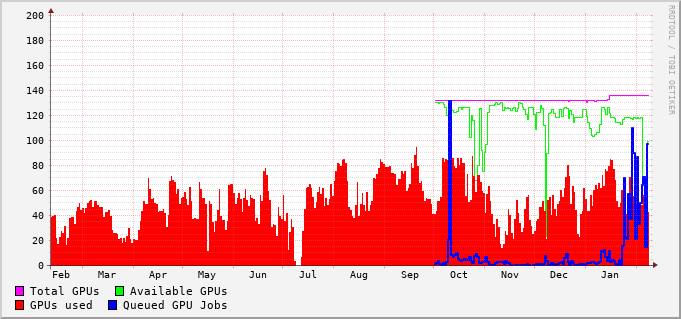 200
180
160
140
120
100
80
60
40
20
0
Feb Mar Apr May Jun Jul Aug Sep Oct Nov Dec Jan
Total GPUs Available GPUs
GPUs used Queued GPU Jobs
RRDTOOL / TOBI OETIKER